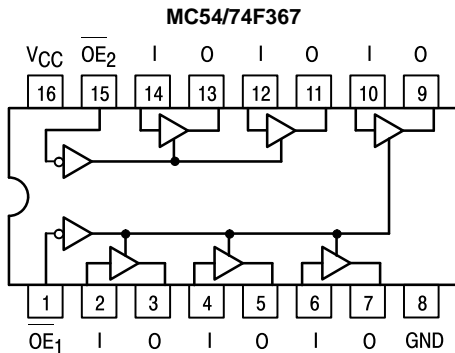 MC54/74F367
VCC OE2 I O I O I O
16 15 14 13 12 11 10 9
1 2 3 4 5 6 7 8
OE1 I O I O I O GND